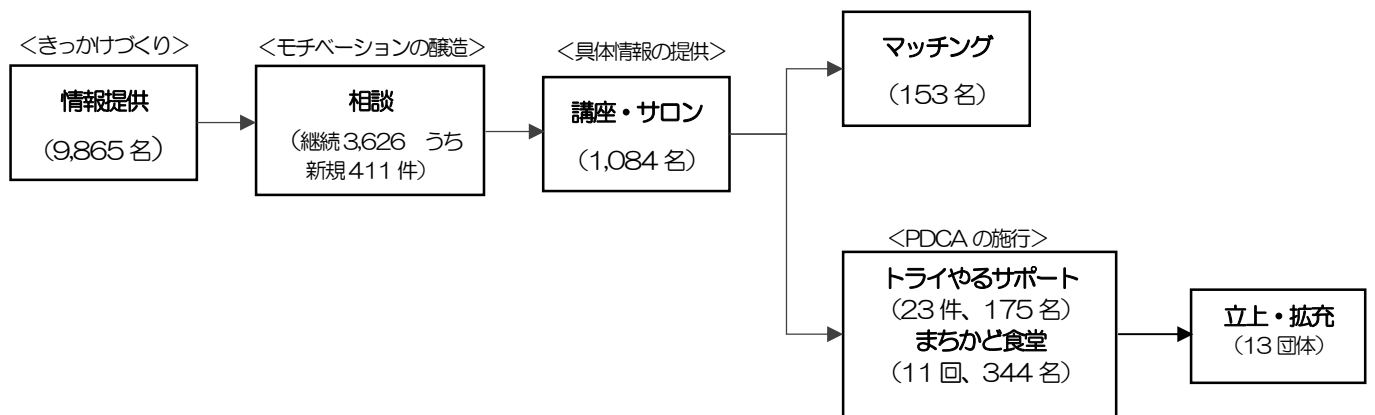 ＜きっかけづくり＞
情報提供
（9,865名）
＜モチベーションの醸造＞
相談
（継続3,626　うち
新規411件）
＜具体情報の提供＞
講座・サロン
（1,084名）
マッチング
（153名）
＜PDCAの施行＞
トライやるサポート
（23件、175名）
まちかど食堂
（11回、344名）
立上・拡充
（13団体）